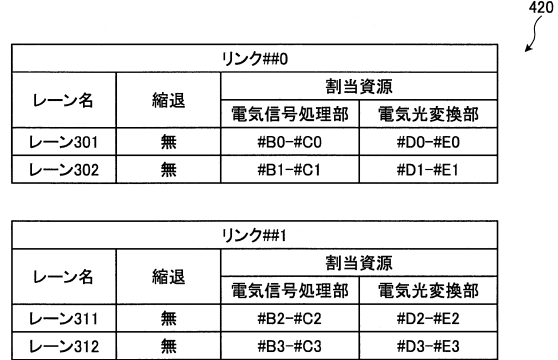 420
リンク##0
レーン名 縮退 割当資源
電気信号処理部 電気光変換部
レーン301 無 #B0-#C0 #D0-#E0
レーン302 無 #B1-#C1 #D1-#E1
リンク##1
レーン名 縮退 割当資源
電気信号処理部 電気光変換部
レーン311 無 #B2-#C2 #D2-#E2
レーン312 無 #B3-#C3 #D3-#E3